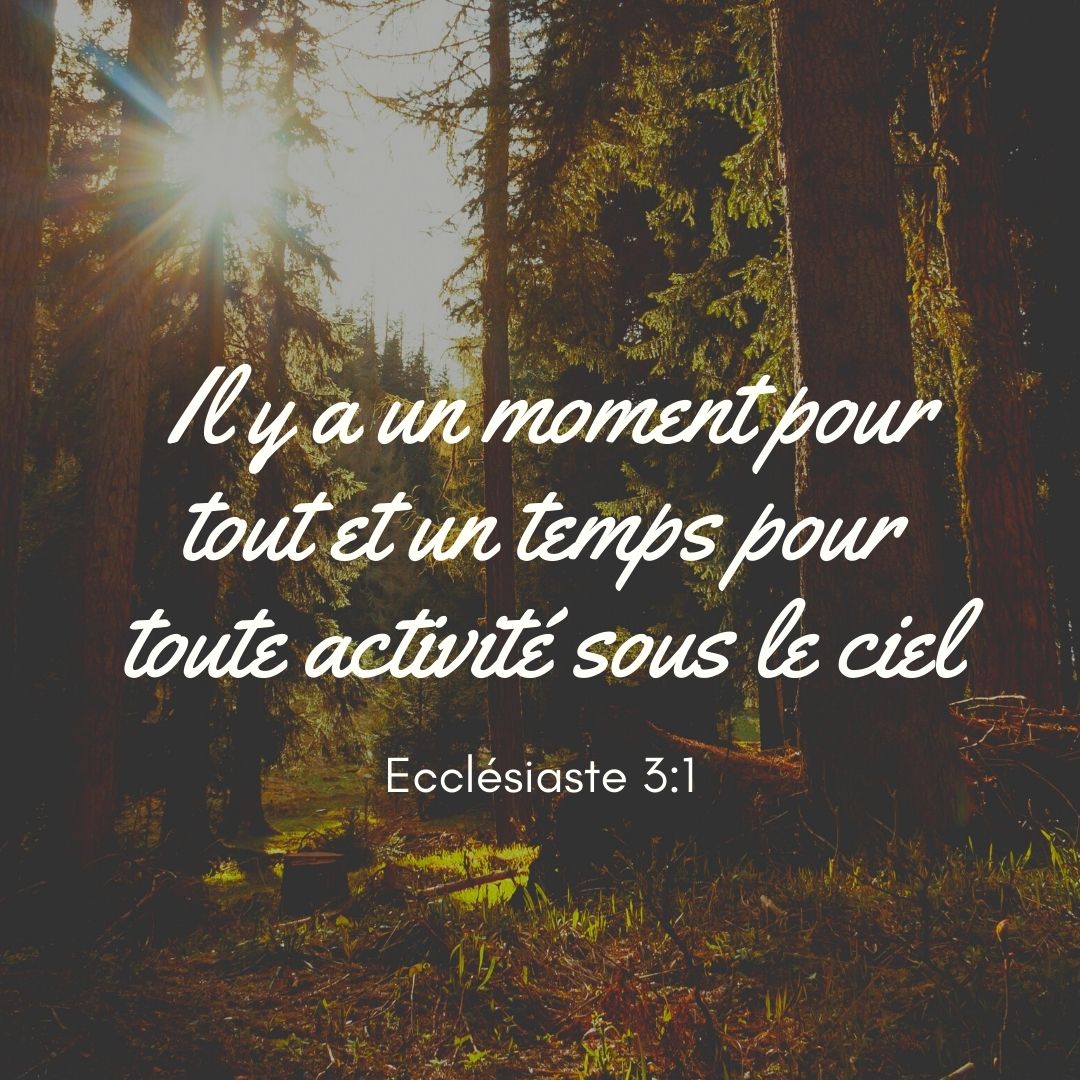 Il y a un moment pour
tout et un temps pour
toute activité sous le ciel
Ecclésiaste 3:1